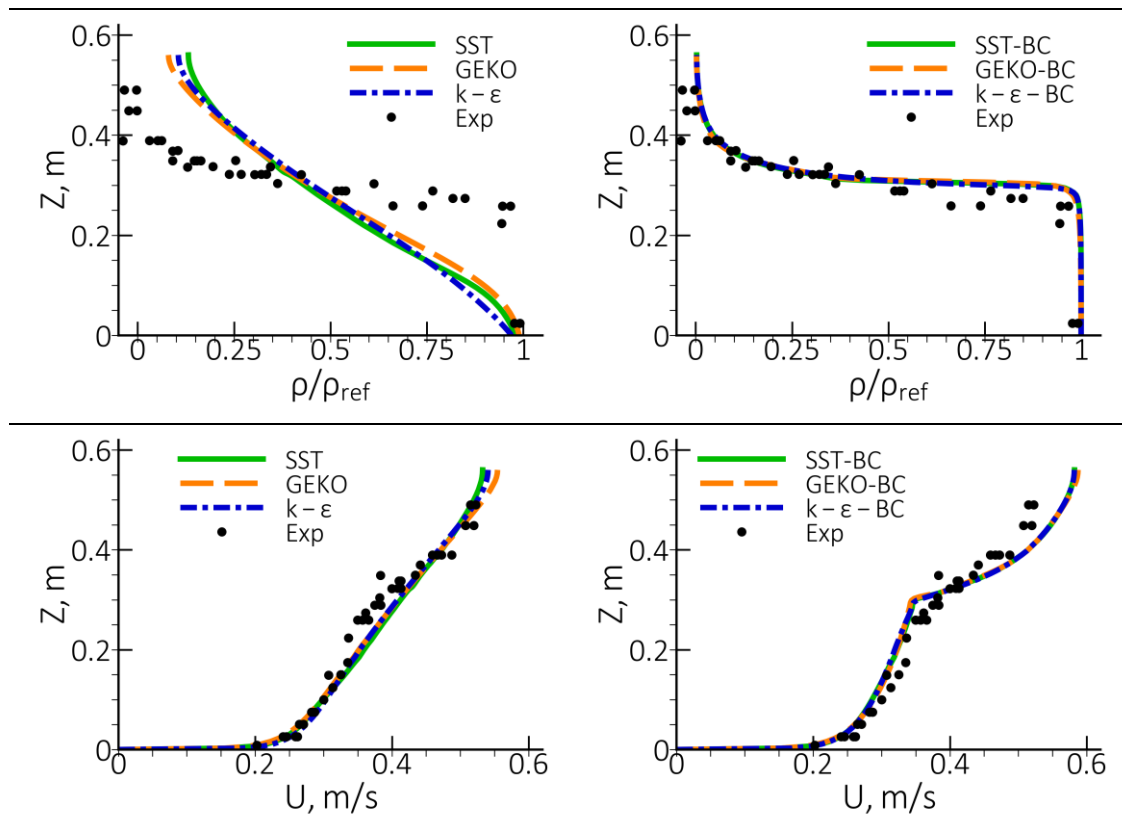 0.6
SST
GEKO
k – ε
Exp
0.4
Z, m
0.2
0
0 0.25 0.5 0.75 1
ρ/ρref
0.6
SST-BC
GEKO-BC
k – ε – BC
Exp
0.4
Z, m
0.2
0
0 0.25 0.5 0.75 1
ρ/ρref
0.6
SST
GEKO
k – ε
Exp
0.4
Z, m
0.2
0
0 0.2 0.4 0.6
U, m/s
0.6
SST-BC
GEKO-BC
k – ε – BC
Exp
0.4
Z, m
0.2
0
0 0.2 0.4 0.6
U, m/s